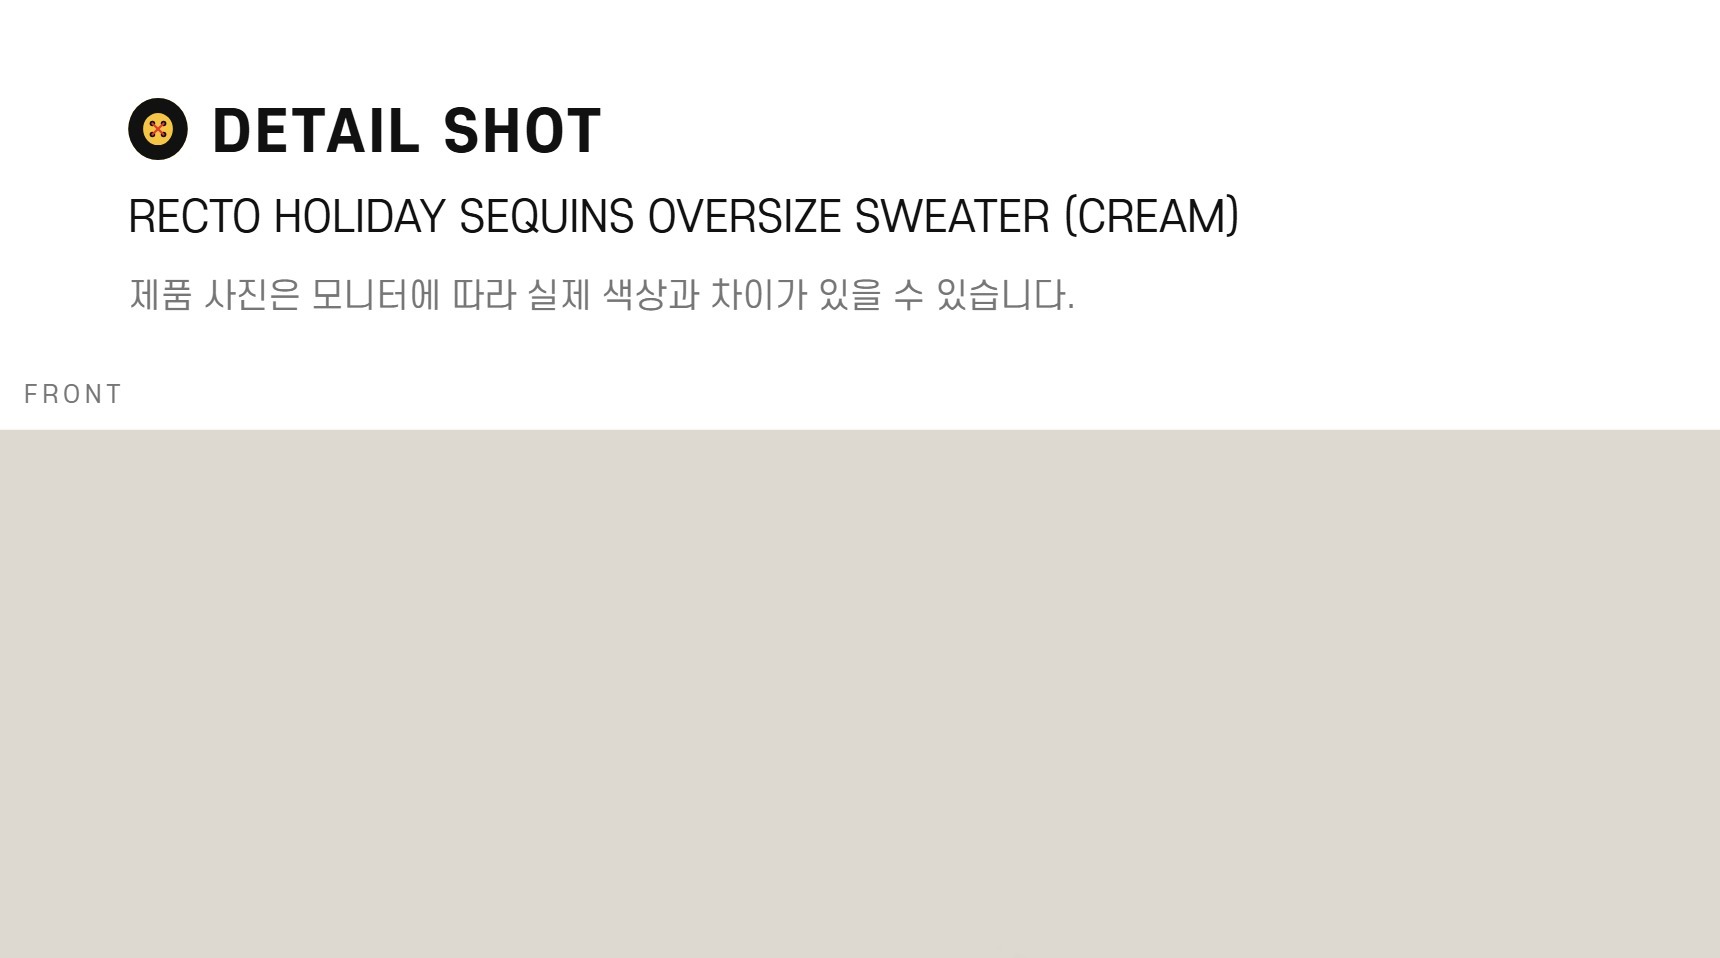 DETAIL SHOT
RECTO HOLIDAY SEQUINS OVERSIZE SWEATER (CREAM)
제품 사진은 모니터에 따라 실제 색상과 차이가 있을 수 있습니다.
FRONT